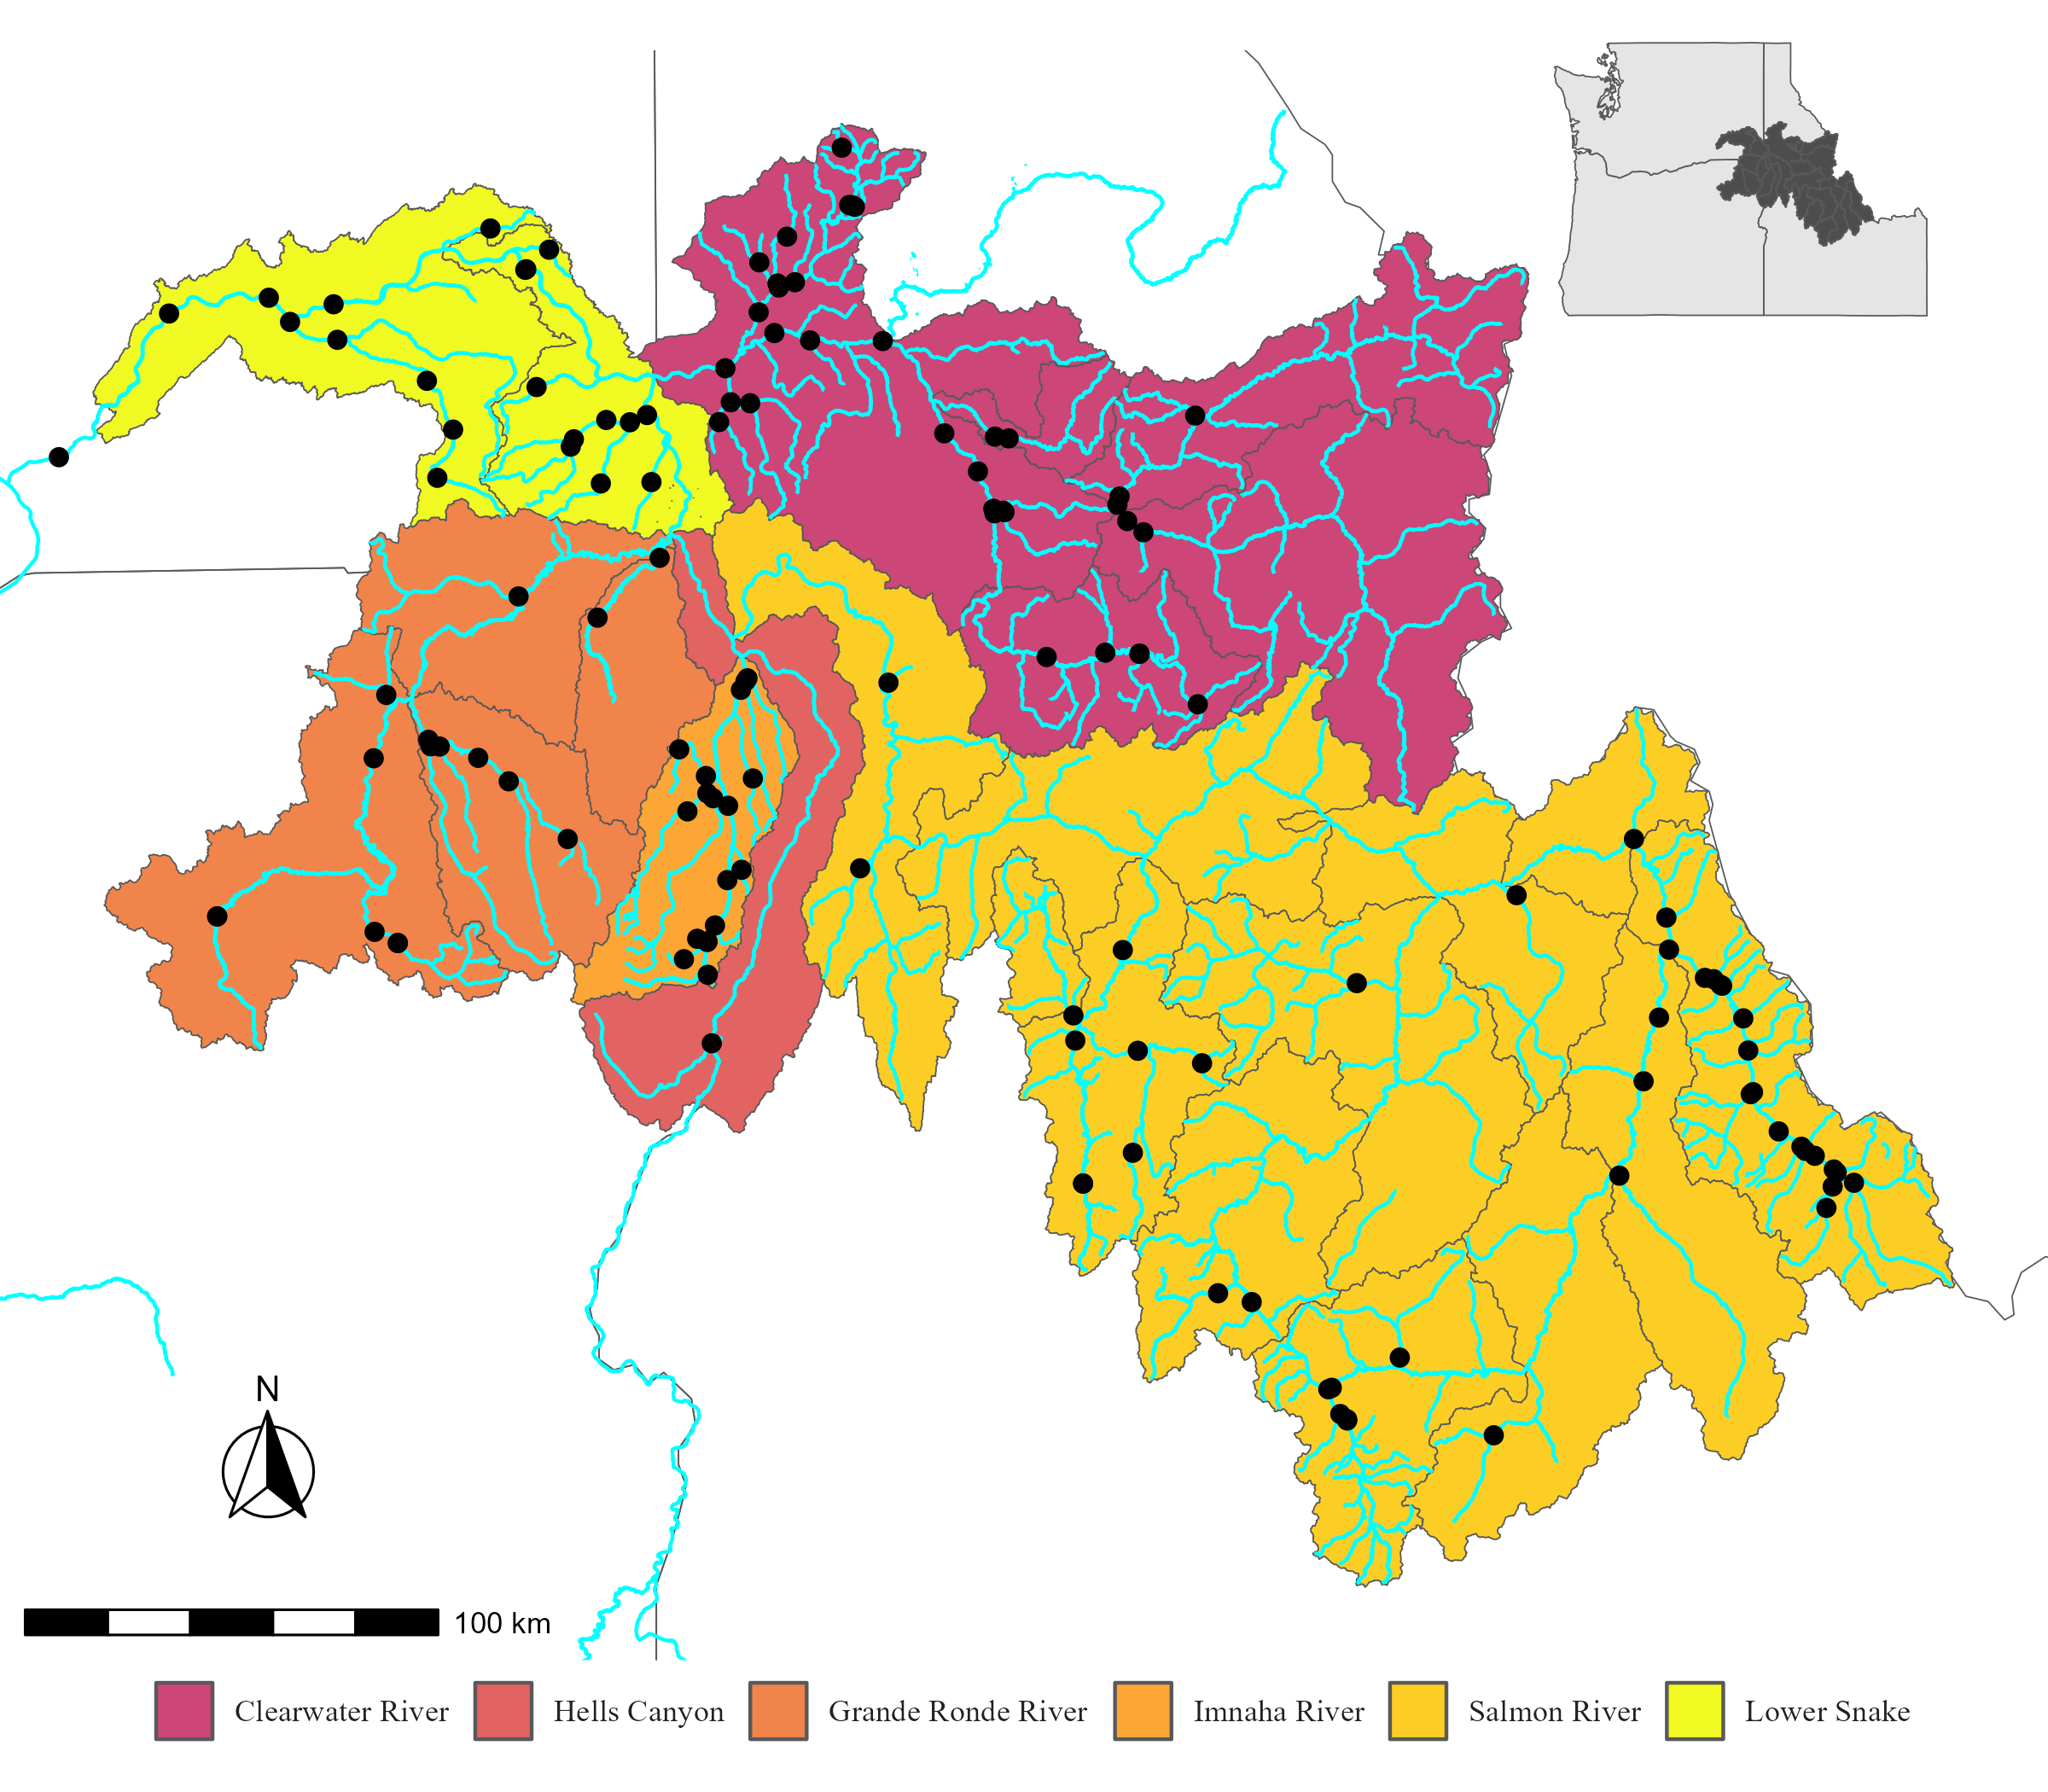 N
100 km
Clearwater River
Hells Canyon
Grande Ronde River
Imnaha River
Salmon River
Lower Snake